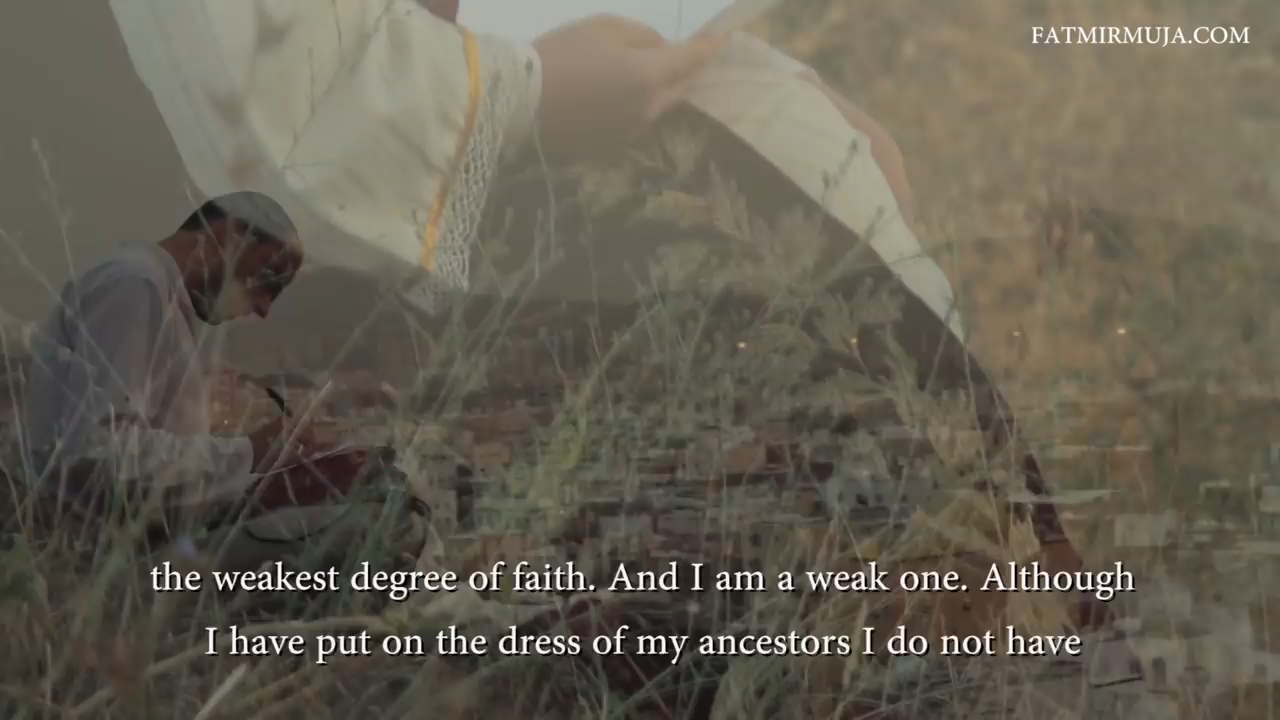 FATMIRMUJA.COM
the weakest degree of faith. And I am a weak one. Although
I have put on the dress of my ancestors I do not have